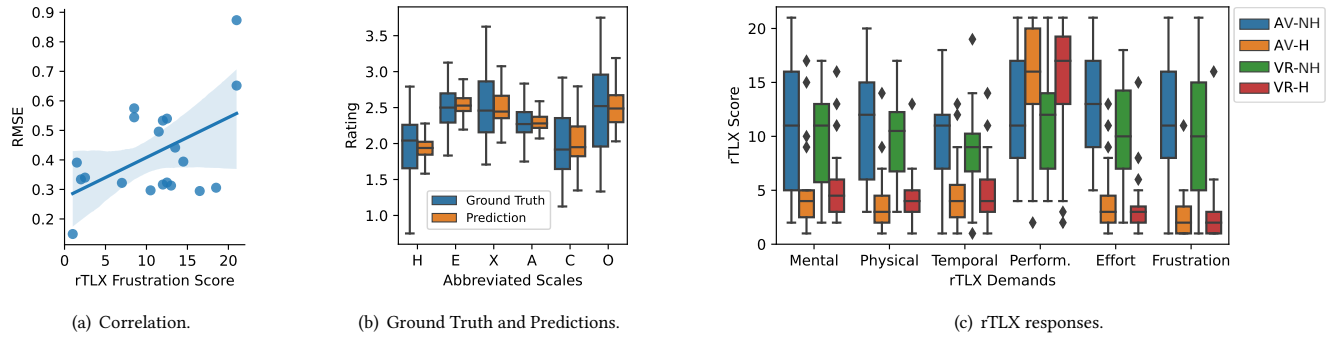 0.9
0.8
0.7
0.6
0.5
0.4
0.3
0.2
RMSE
0 5 10 15 20
rTLX Frustration Score
(a) Correlation.
3.5
3.0
2.5
2.0
1.5
1.0
Rating
Ground Truth
Prediction
H E X A C O
Abbreviated Scales
(b) Ground Truth and Predictions.
20
15
10
5
0
rTLX Score
AV-NH
AV-H
VR-NH
VR-H
Mental Physical Temporal Perform. Effort Frustration
rTLX Demands
(c) rTLX responses.